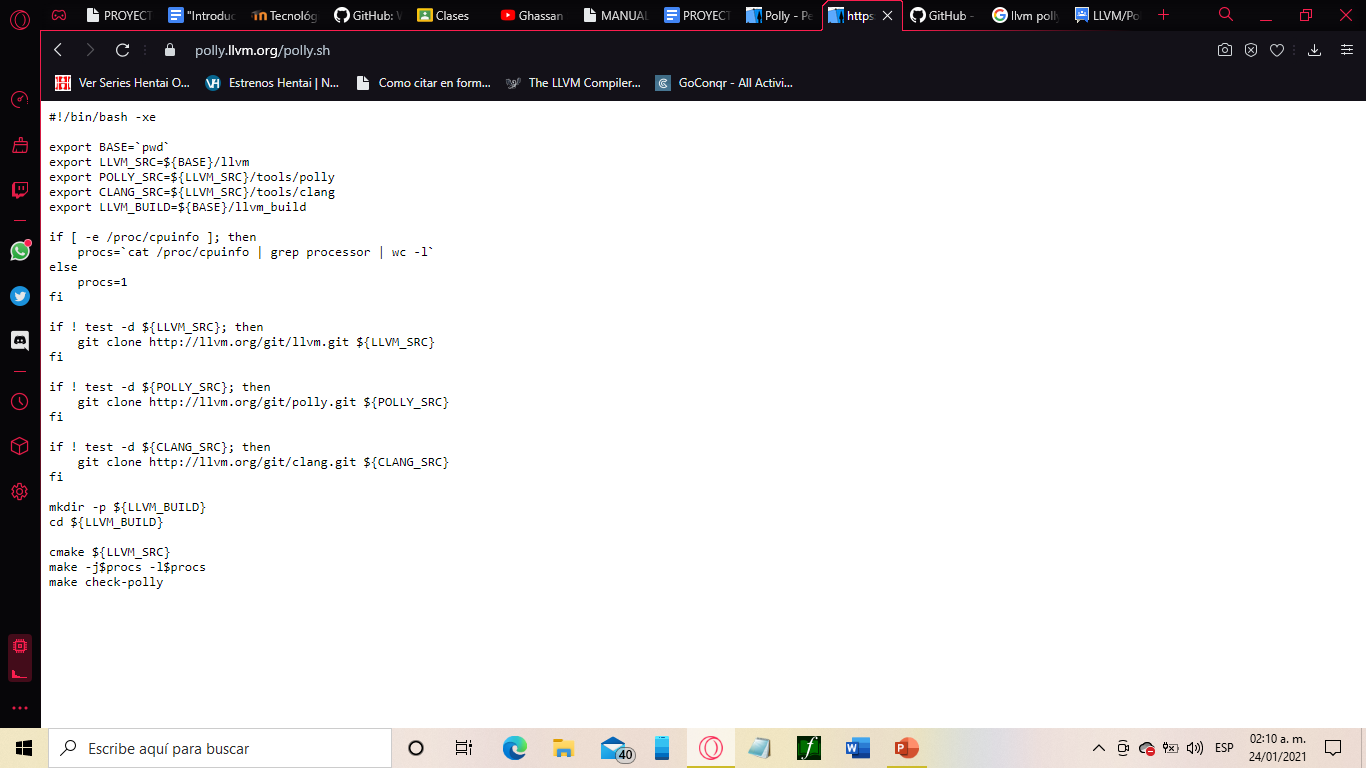 PROYECT
"Introduc
Tecnológ
GitHub: W
Clases
Ghassan
MANUAL
PROYECT
Polly - Pe
https:
GitHub -
llvm polly
LLVM/Po
polly.llvm.org/polly.sh
Ver Series Hentai O...
Estrenos Hentai | N...
Como citar en form...
The LLVM Compiler...
GoConqr - All Activi...
#!/bin/bash -xe
export BASE=`pwd`
export LLVM_SRC=${BASE}/llvm
export POLLY_SRC=${LLVM_SRC}/tools/polly
export CLANG_SRC=${LLVM_SRC}/tools/clang
export LLVM_BUILD=${BASE}/llvm_build
if [ -e /proc/cpuinfo ]; then
    procs=`cat /proc/cpuinfo | grep processor | wc -l`
else
    procs=1
fi
if ! test -d ${LLVM_SRC}; then
    git clone http://llvm.org/git/llvm.git ${LLVM_SRC}
fi
if ! test -d ${POLLY_SRC}; then
    git clone http://llvm.org/git/polly.git ${POLLY_SRC}
fi
if ! test -d ${CLANG_SRC}; then
    git clone http://llvm.org/git/clang.git ${CLANG_SRC}
fi
mkdir -p ${LLVM_BUILD}
cd ${LLVM_BUILD}
cmake ${LLVM_SRC}
make -j$procs -l$procs
make check-polly
Escribe aquí para buscar
40
ESP
02:10 a. m.
24/01/2021